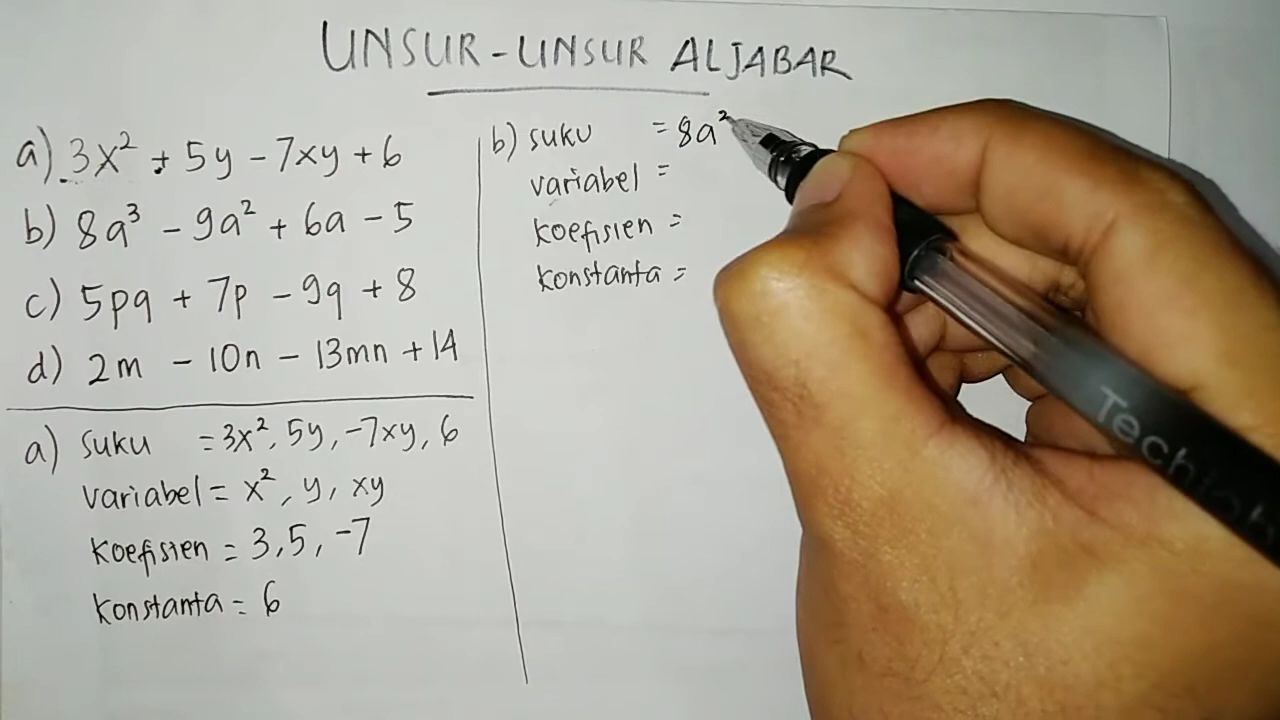 UNSUR-UNSUR ALJABAR
a) 3x² + 5y - 7xy + 6
b) 8a³ - 9a² + 6a - 5
c) 5pq + 7p - 9q + 8
d) 2m - 10n - 13mn + 14
a) suku = 3x², 5y, -7xy, 6
variabel = x², y, xy
koefisien = 3, 5, -7
konstanta = 6
b) suku = 8a²
variabel =
koefisien =
konstanta =